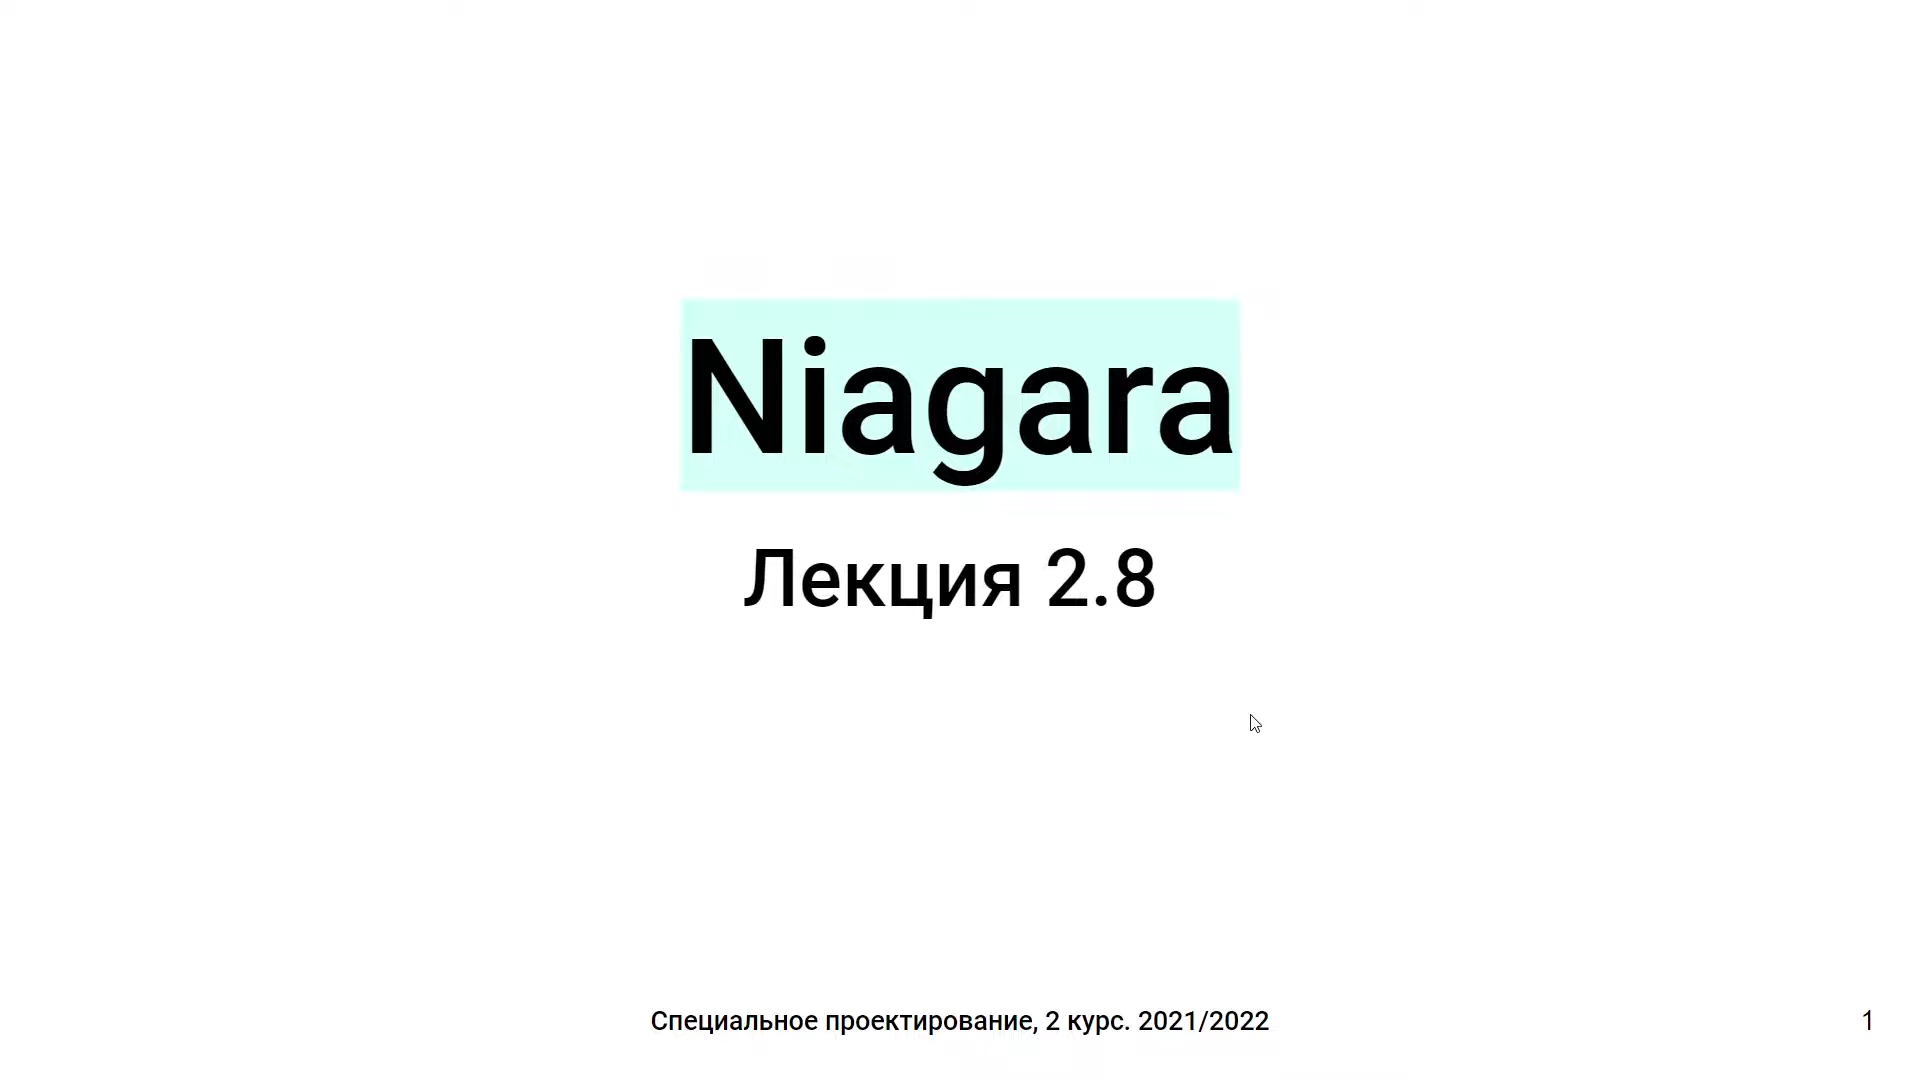 Niagara
Лекция 2.8
Специальное проектирование, 2 курс. 2021/2022
1